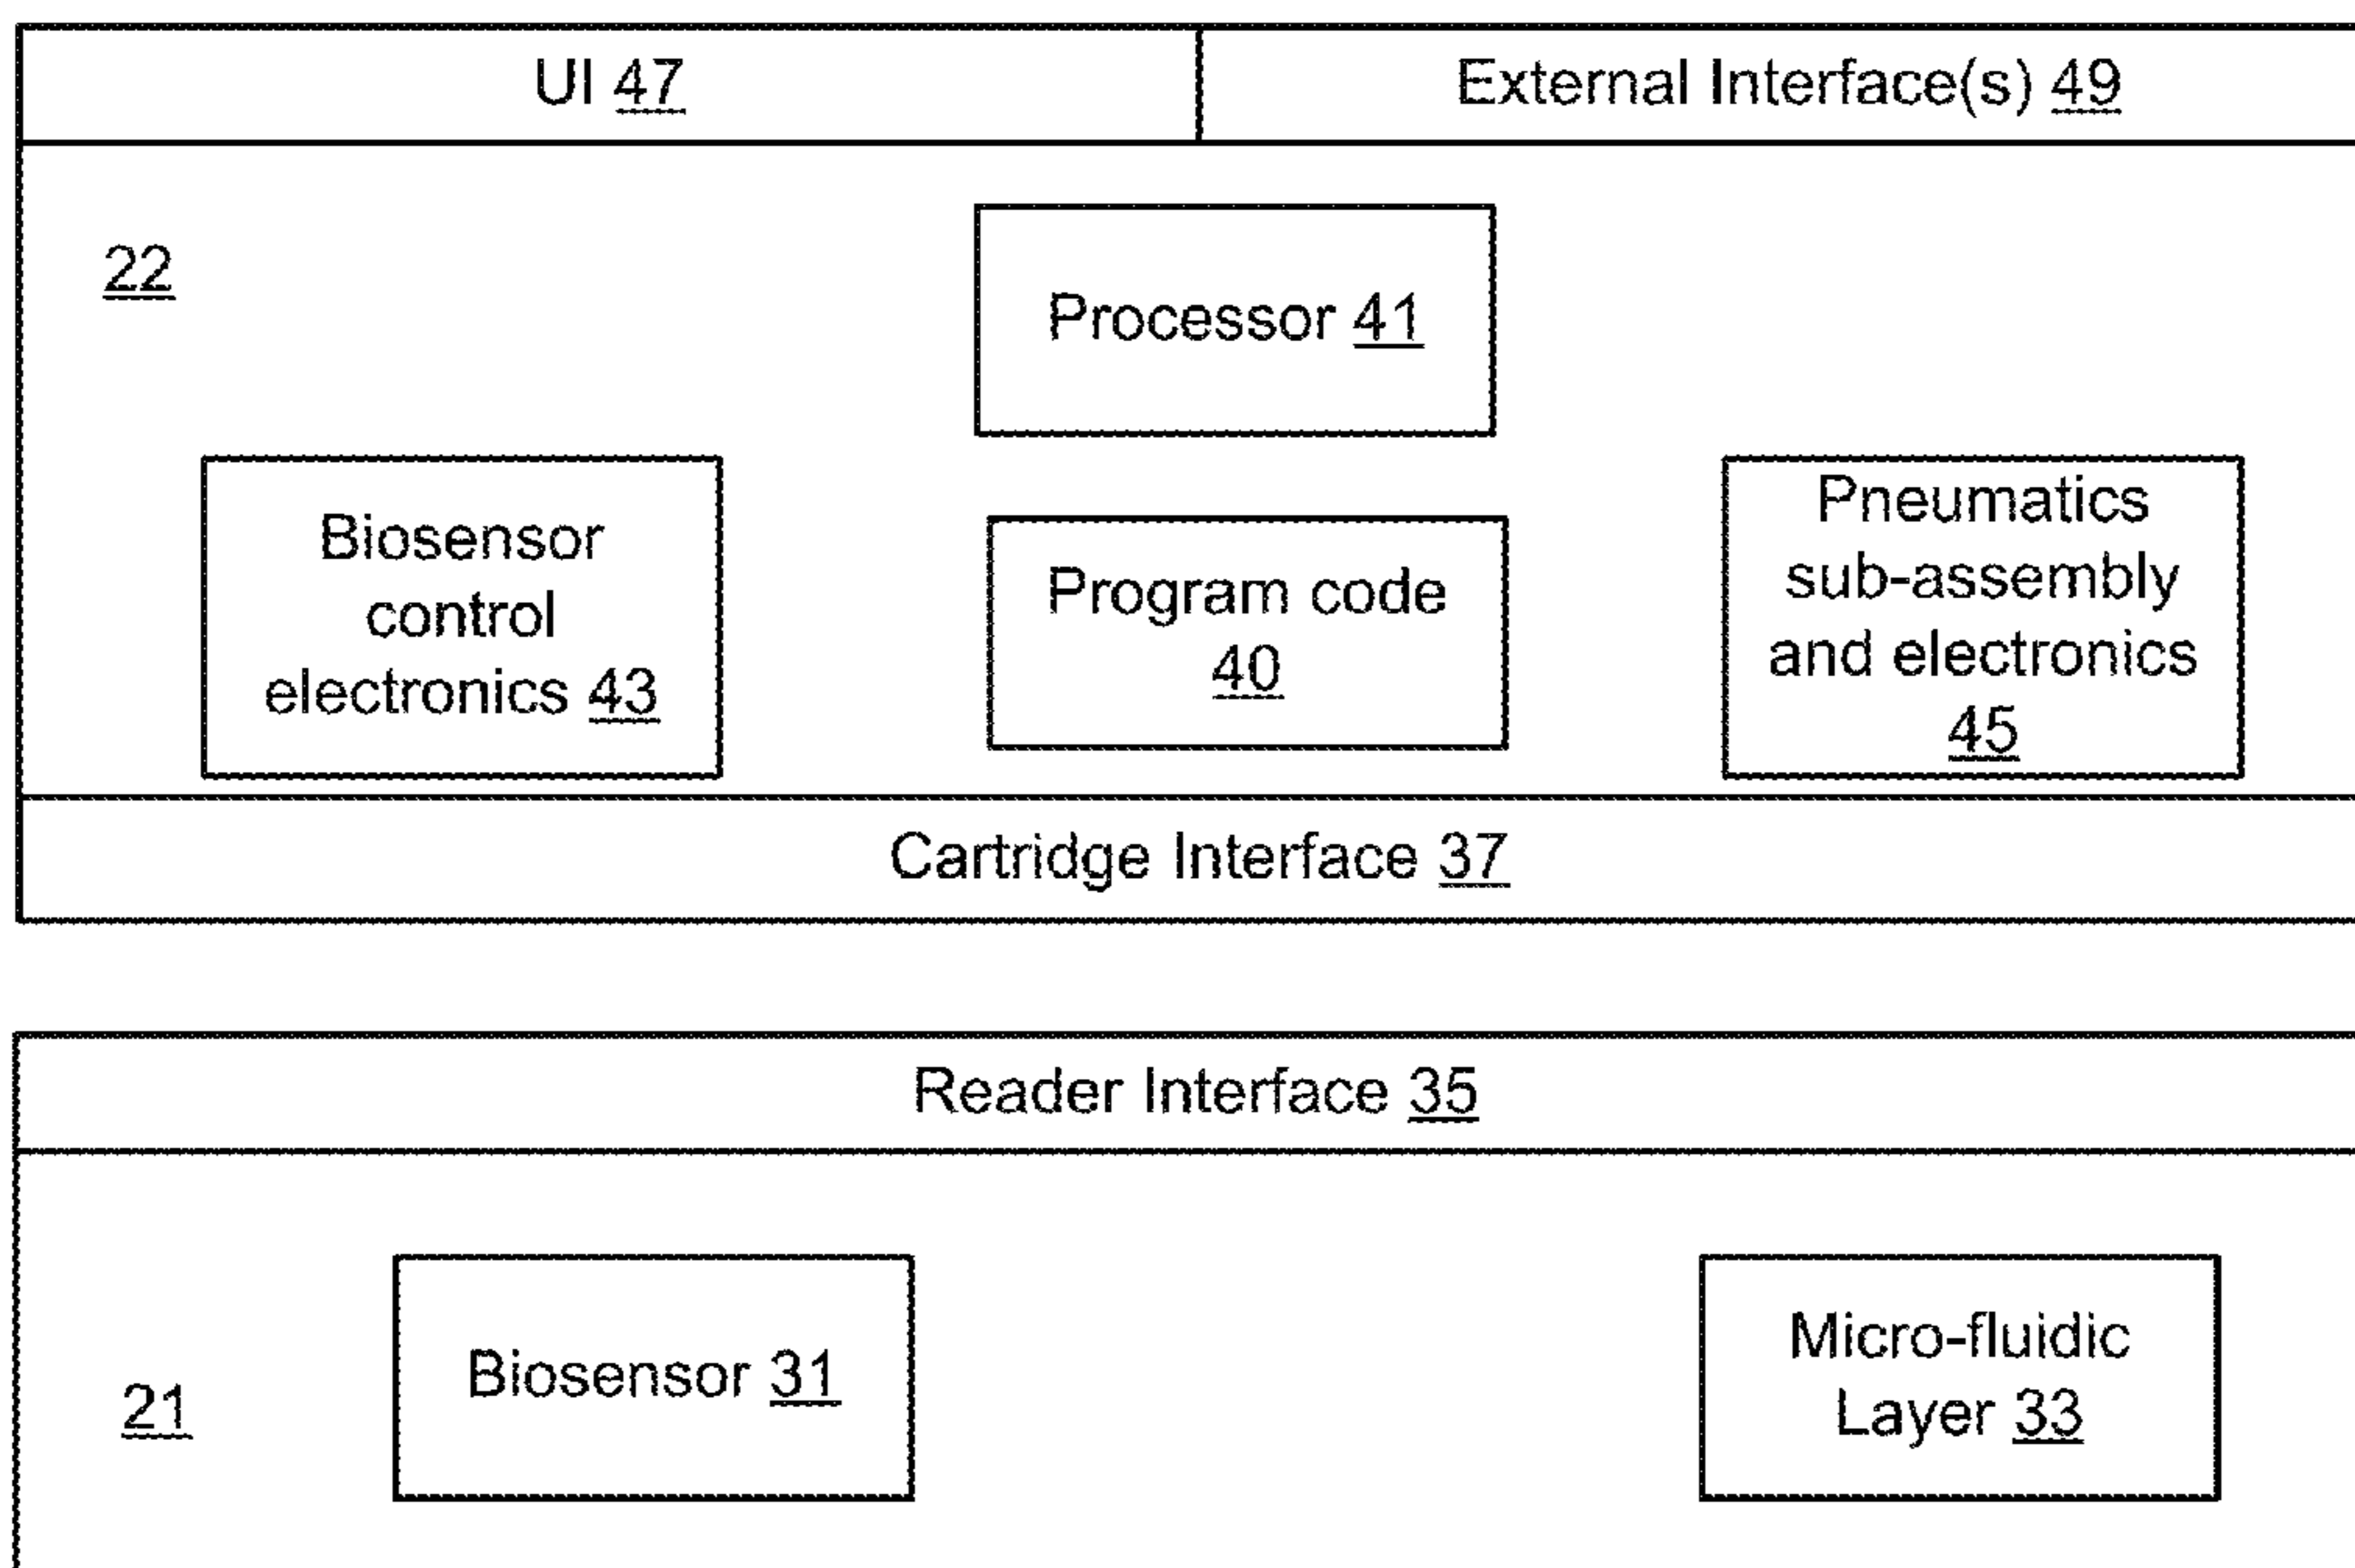 UI 47
External Interface(s) 49
22
Processor 41
Biosensor
control
electronics 43
Program code
40
Pneumatics
sub-assembly
and electronics
45
Cartridge Interface 37
Reader Interface 35
21
Biosensor 31
Micro-fluidic
Layer 33